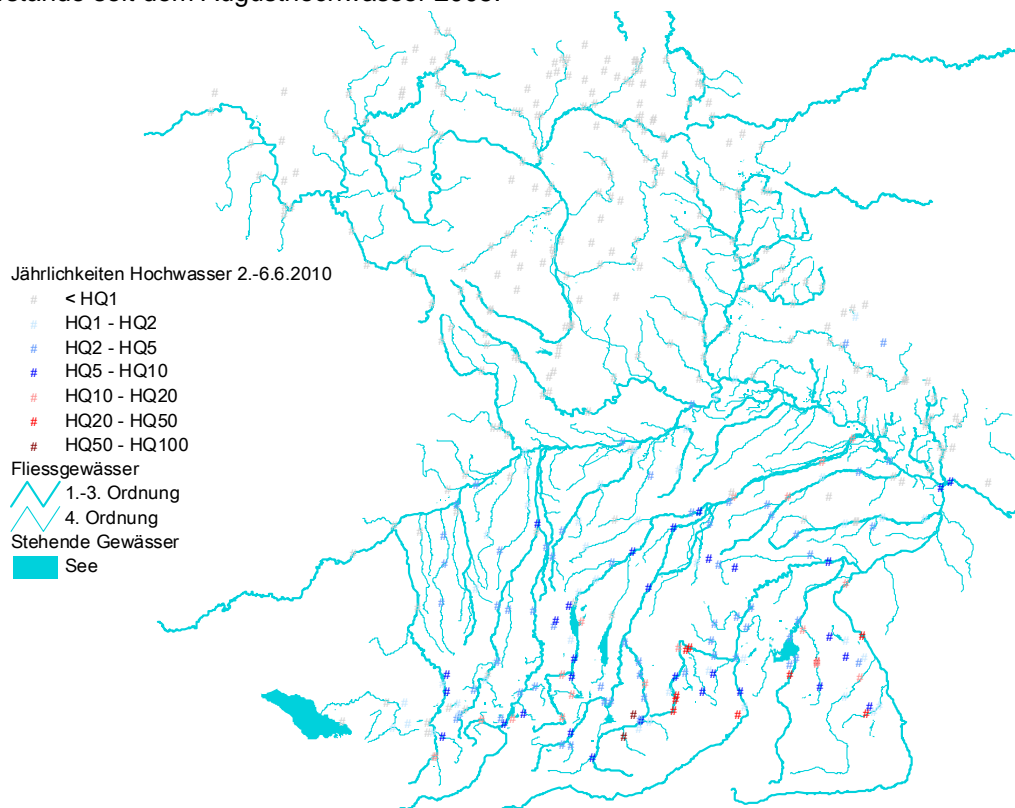 Jährlichkeiten Hochwasser 2.-6.6.2010
# < HQ1
# HQ1 - HQ2
# HQ2 - HQ5
# HQ5 - HQ10
# HQ10 - HQ20
# HQ20 - HQ50
# HQ50 - HQ100
Fliessgewässer
1.-3. Ordnung
4. Ordnung
Stehende Gewässer
See